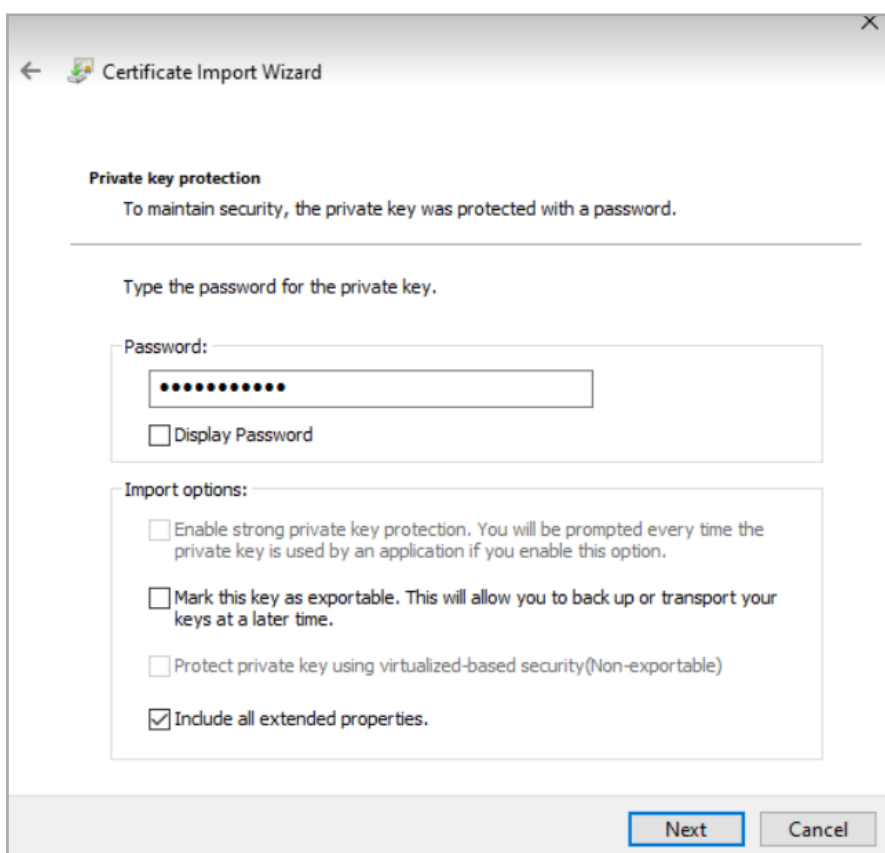 Certificate Import Wizard
Private key protection
To maintain security, the private key was protected with a password.
Type the password for the private key.
Password:
•••••••••••
Display Password
Import options:
Enable strong private key protection. You will be prompted every time the
private key is used by an application if you enable this option.
Mark this key as exportable. This will allow you to back up or transport your
keys at a later time.
Protect private key using virtualized-based security(Non-exportable)
Include all extended properties.
Next
Cancel